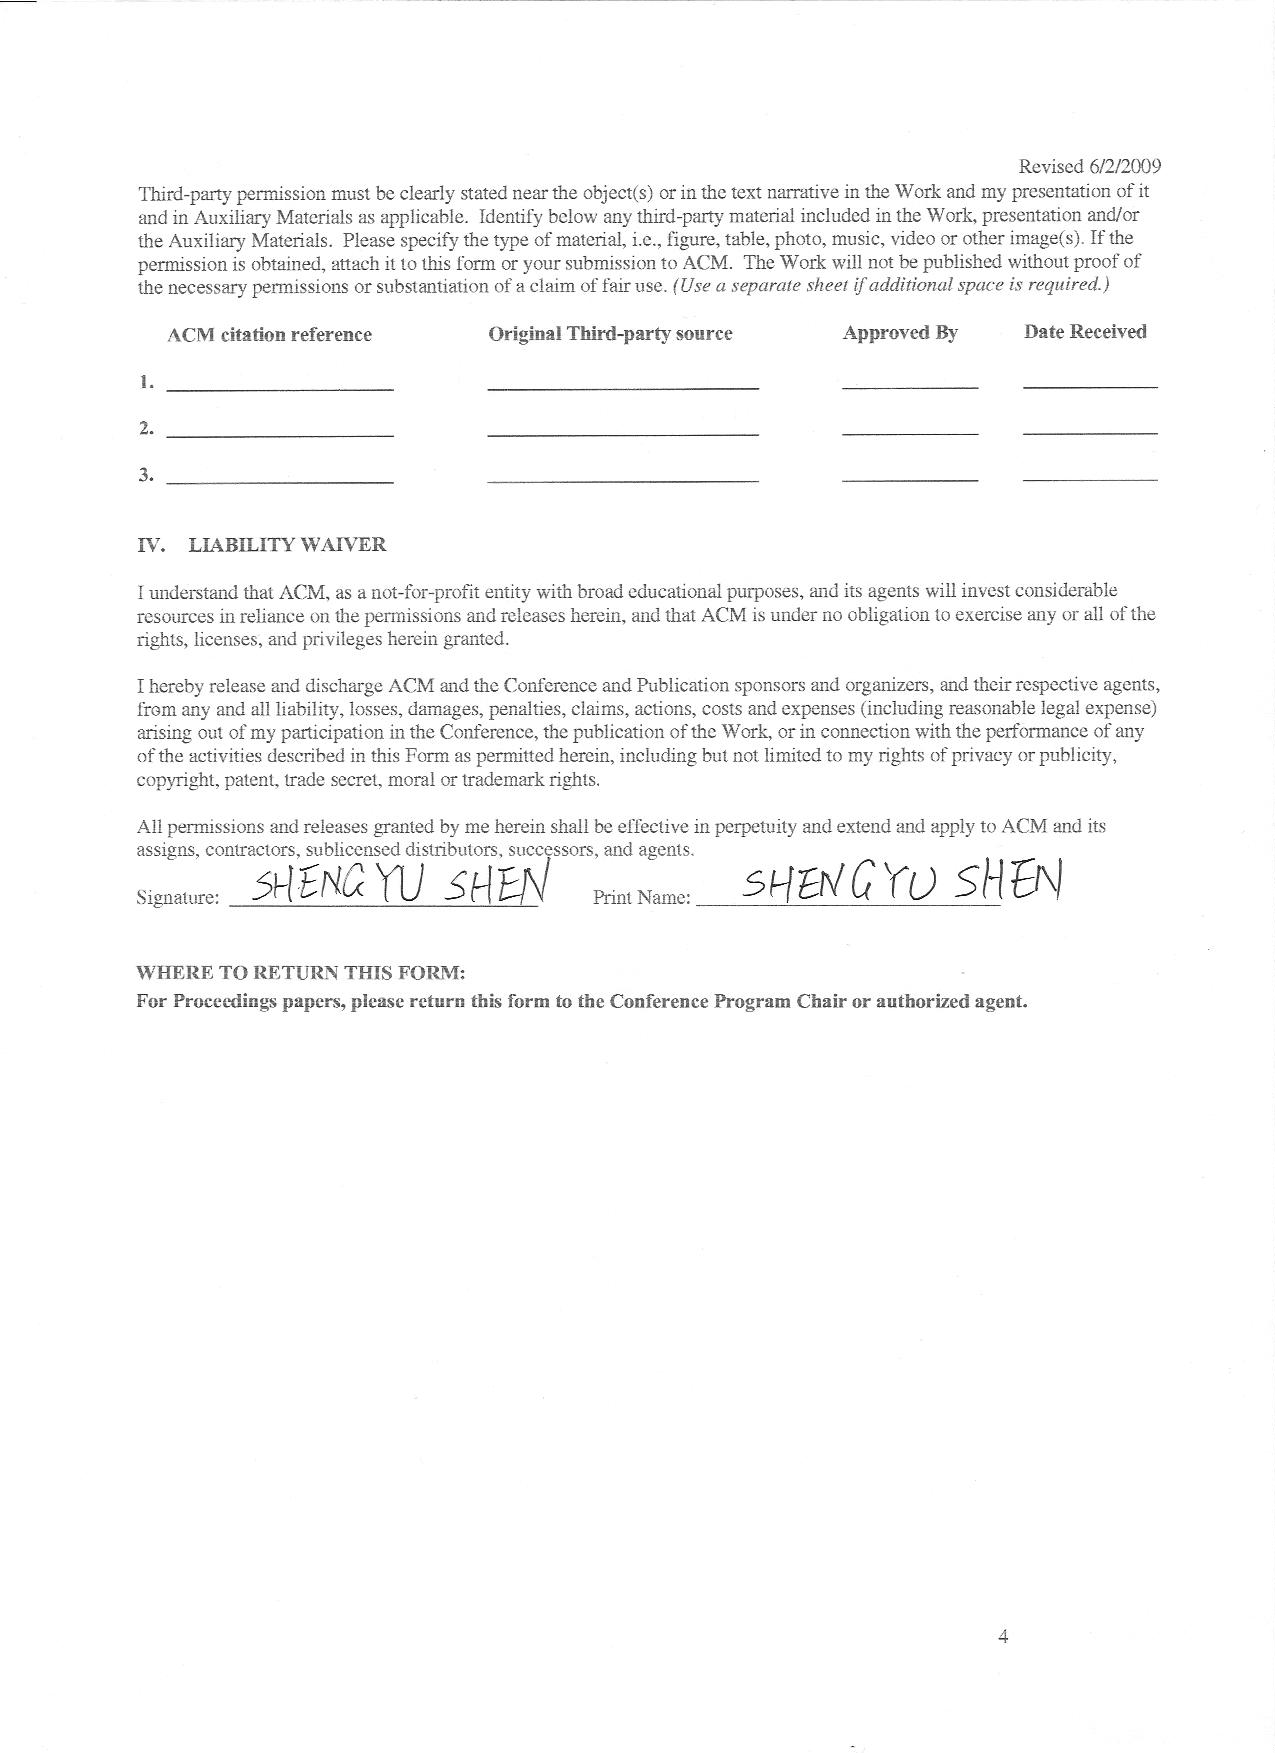 Revised 6/2/2009
Third-party permission must be clearly stated near the object(s) or in the text narrative in the Work and my presentation of it
and in Auxiliary Materials as applicable. Identify below any third-party material included in the Work, presentation and/or
the Auxiliary Materials. Please specify the type of material, i.e., figure, table, photo, music, video or other image(s). If the
permission is obtained, attach it to this form or your submission to ACM. The Work will not be published without proof of
the necessary permissions or substantiation of a claim of fair use. (Use a separate sheet if additional space is required.)
ACM citation reference Original Third-party source Approved By Date Received
1.
2.
3.
IV. LIABILITY WAIVER
I understand that ACM, as a not-for-profit entity with broad educational purposes, and its agents will invest considerable
resources in reliance on the permissions and releases herein, and that ACM is under no obligation to exercise any or all of the
rights, licenses, and privileges herein granted.
I hereby release and discharge ACM and the Conference and Publication sponsors and organizers, and their respective agents,
from any and all liability, losses, damages, penalties, claims, actions, costs and expenses (including reasonable legal expense)
arising out of my participation in the Conference, the publication of the Work, or in connection with the performance of any
of the activities described in this Form as permitted herein, including but not limited to my rights of privacy or publicity,
copyright, patent, trade secret, moral or trademark rights.
All permissions and releases granted by me herein shall be effective in perpetuity and extend and apply to ACM and its
assigns, contractors, sublicensed distributors, successors, and agents.
Signature: SHENGYU SHEN Print Name: SHENGYU SHEN
WHERE TO RETURN THIS FORM:
For Proceedings papers, please return this form to the Conference Program Chair or authorized agent.
4